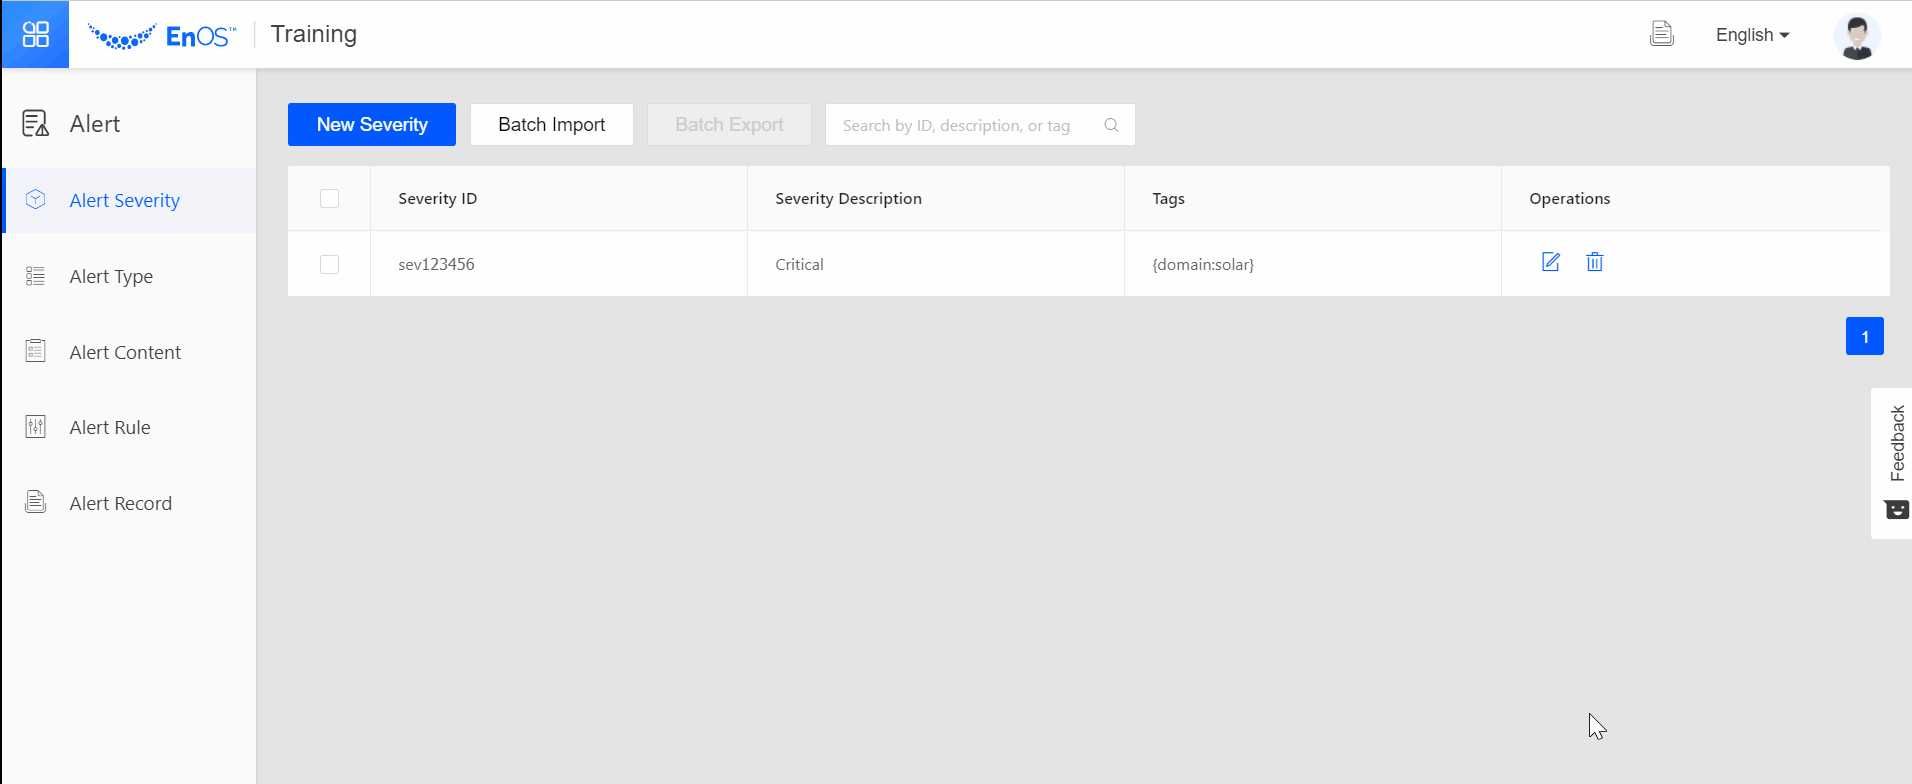 EnOS™ Training English
Alert
Alert Severity
Alert Type
Alert Content
Alert Rule
Alert Record
New Severity Batch Import Batch Export Search by ID, description, or tag
Severity ID Severity Description Tags Operations
sev123456 Critical {domain:solar}
1
Feedback